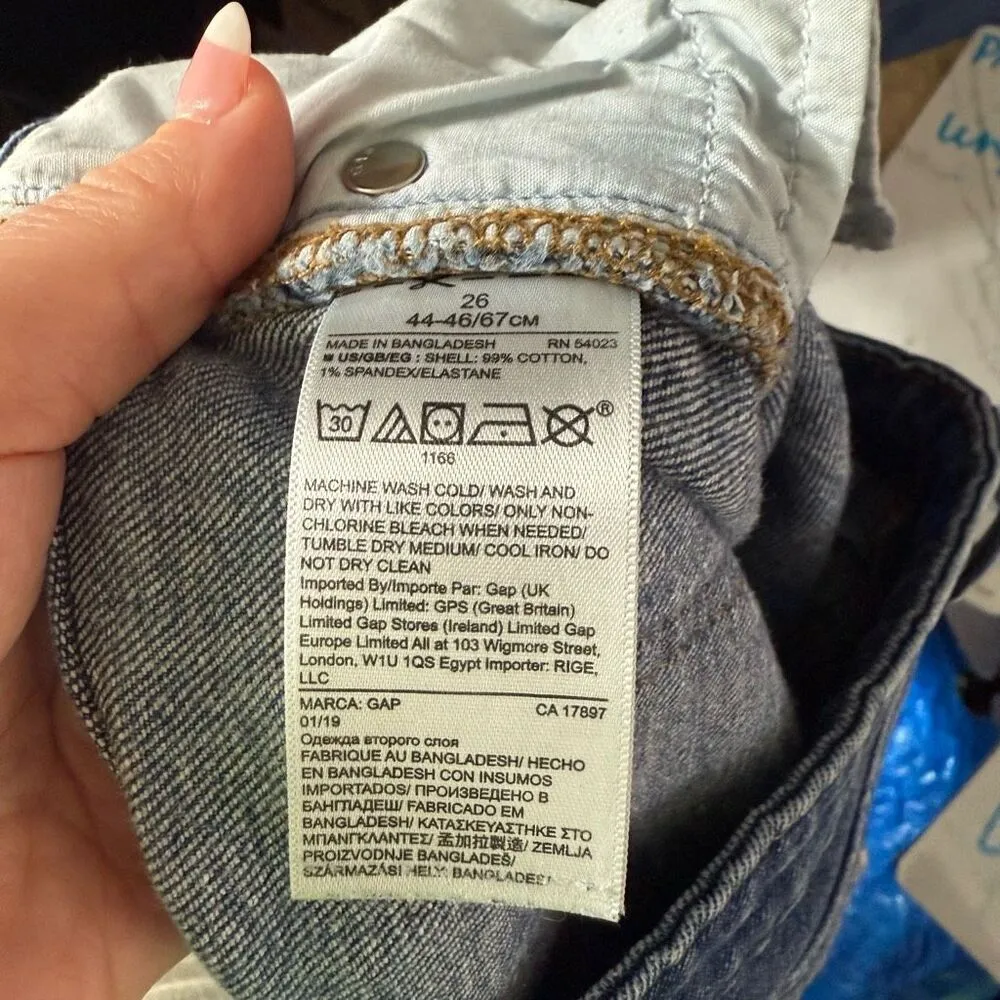 26
44-46/67CM
MADE IN BANGLADESH RN 54023
US/GB/EG : SHELL: 99% COTTON,
1% SPANDEX/ELASTANE
30
®
1166
MACHINE WASH COLD/ WASH AND
DRY WITH LIKE COLORS/ ONLY NON-
CHLORINE BLEACH WHEN NEEDED/
TUMBLE DRY MEDIUM/ COOL IRON/ DO
NOT DRY CLEAN
Imported By/Importe Par: Gap (UK
Holdings) Limited: GPS (Great Britain)
Limited Gap Stores (Ireland) Limited Gap
Europe Limited All at 103 Wigmore Street,
London, W1U 1QS Egypt Importer: RIGE,
LLC
MARCA: GAP CA 17897
01/19
Одежда второго слоя
FABRIQUE AU BANGLADESH/ HECHO
EN BANGLADESH CON INSUMOS
IMPORTADOS/ ПРОИЗВЕДЕНО В
БАНГЛАДЕШ/ FABRICADO EM
BANGLADESH/ ΚΑΤΑΣΚΕΥΑΣΤΗΚΕ ΣΤΟ
ΜΠΑΝΓΚΛΑΝΤΕΣ/ 孟加拉製造/ ZEMLJA
PROIZVODNJE BANGLADEŠ/
SZÁRMAZÁSI HELY: BANGLADES